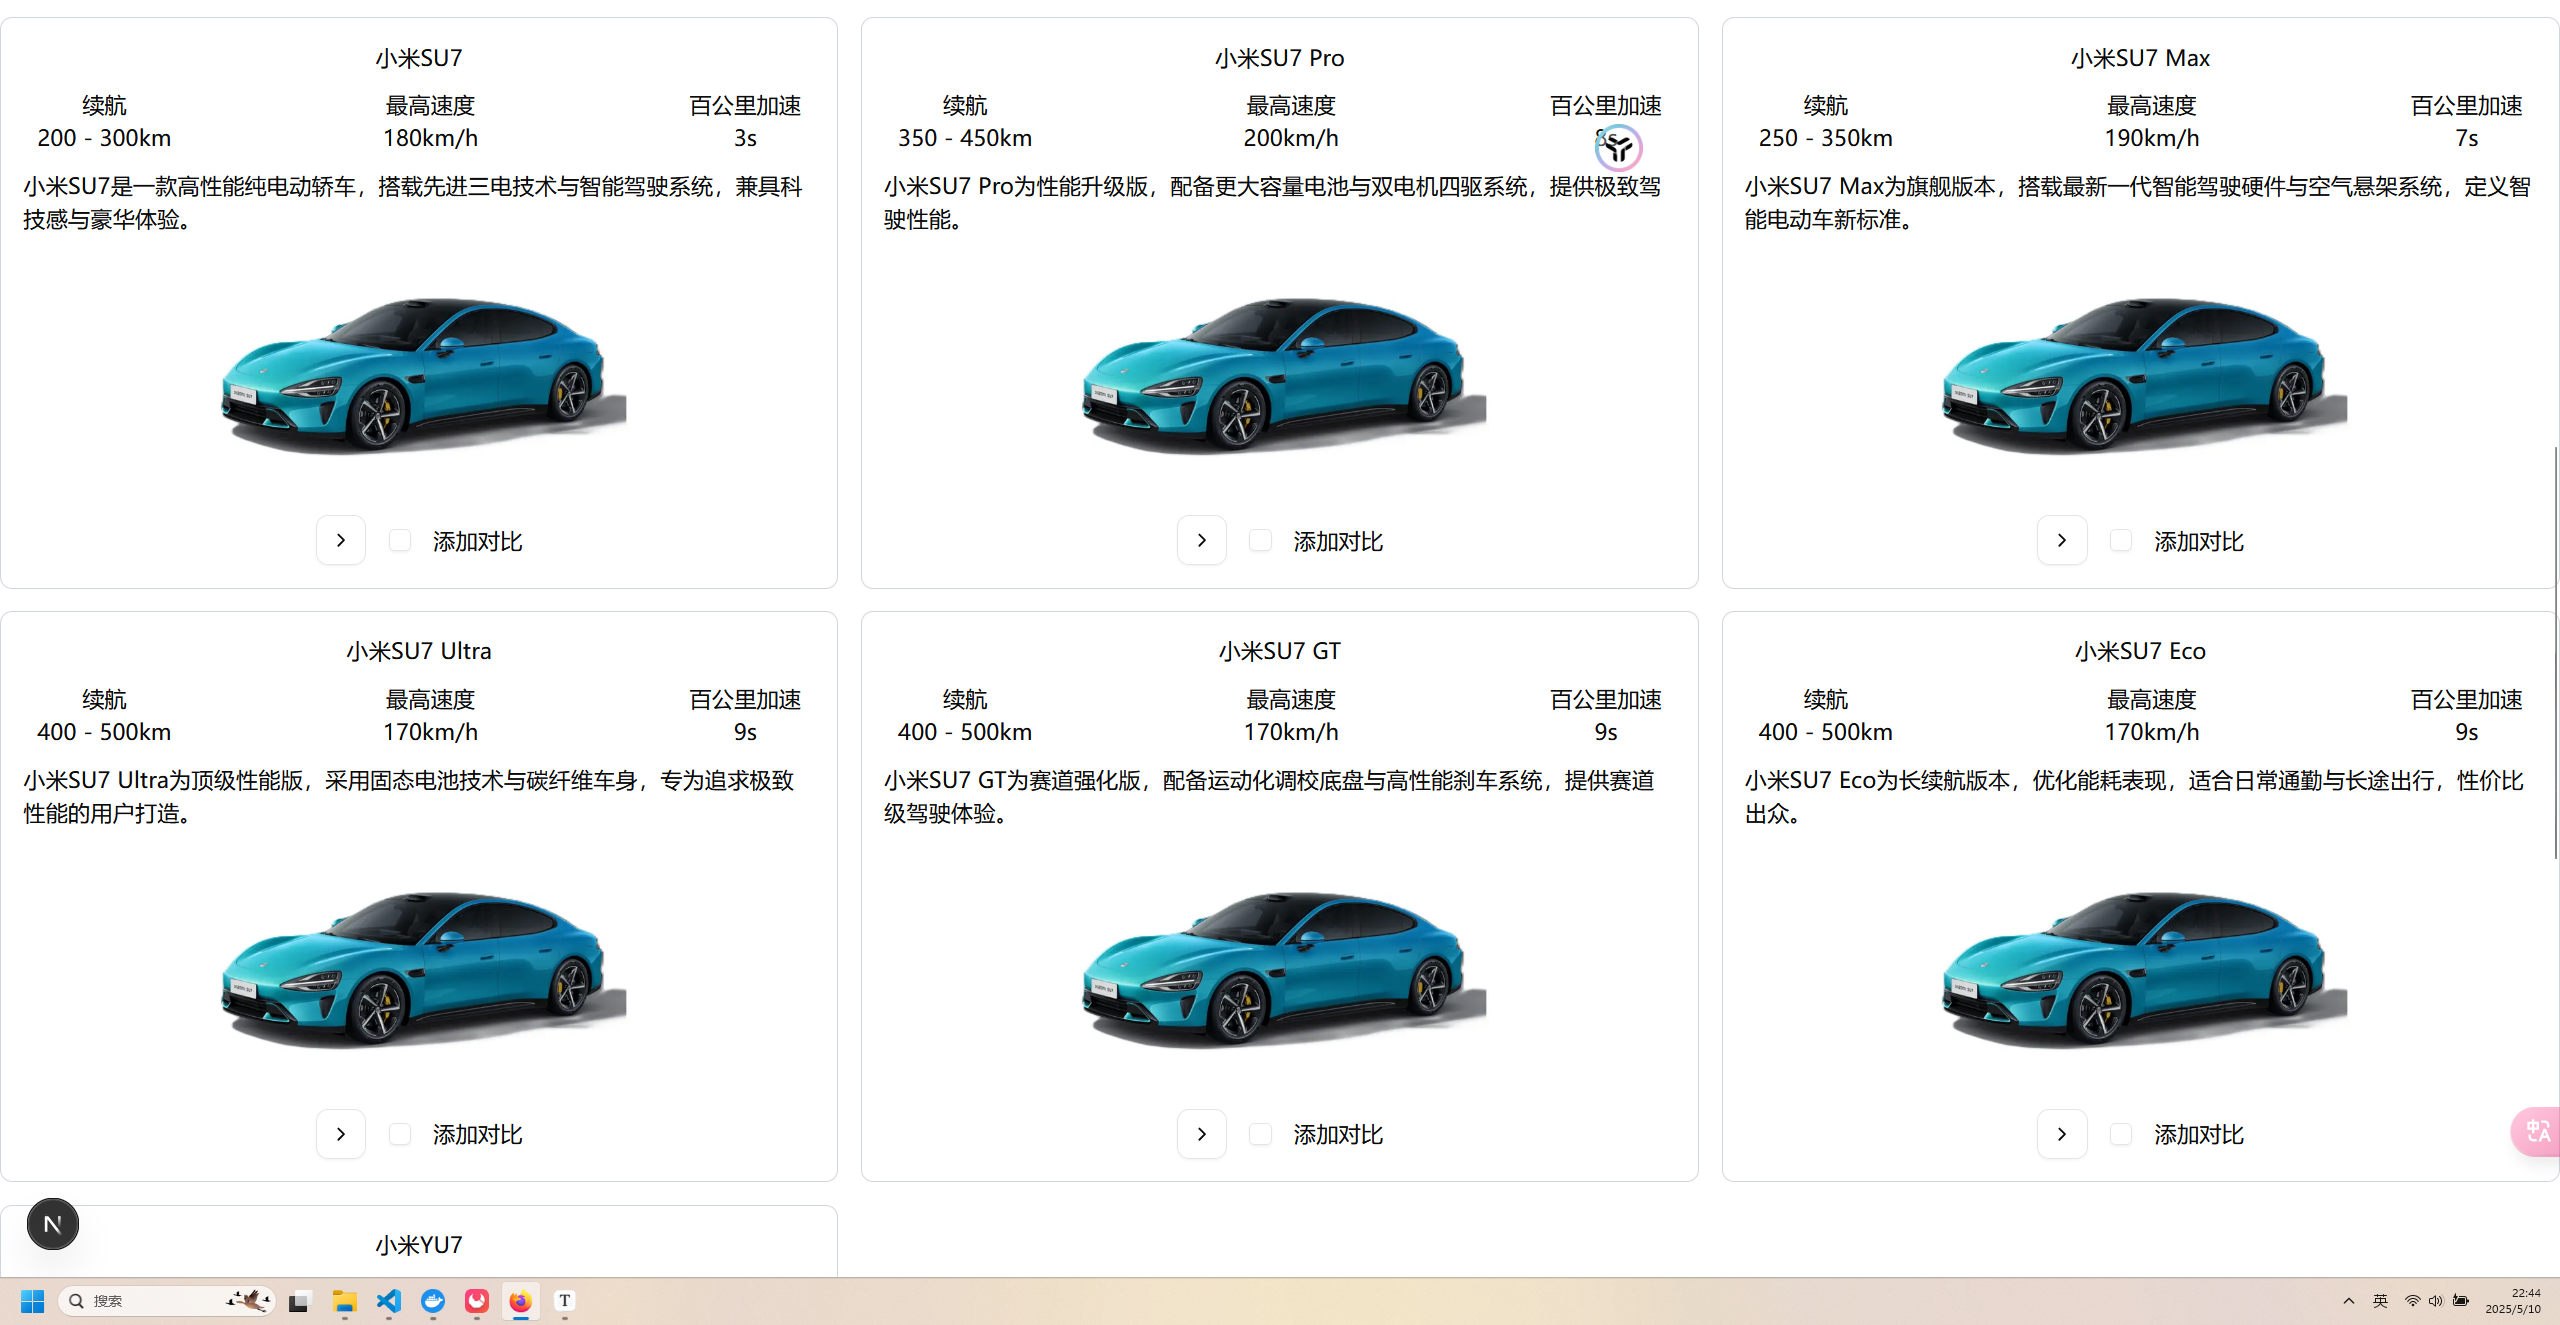 小米SU7
续航 最高速度 百公里加速
200 - 300km 180km/h 3s
小米SU7是一款高性能纯电动轿车，搭载先进三电技术与智能驾驶系统，兼具科
技感与豪华体验。
添加对比
小米SU7 Pro
续航 最高速度 百公里加速
350 - 450km 200km/h
小米SU7 Pro为性能升级版，配备更大容量电池与双电机四驱系统，提供极致驾
驶性能。
添加对比
小米SU7 Max
续航 最高速度 百公里加速
250 - 350km 190km/h 7s
小米SU7 Max为旗舰版本，搭载最新一代智能驾驶硬件与空气悬架系统，定义智
能电动车新标准。
添加对比
小米SU7 Ultra
续航 最高速度 百公里加速
400 - 500km 170km/h 9s
小米SU7 Ultra为顶级性能版，采用固态电池技术与碳纤维车身，专为追求极致
性能的用户打造。
添加对比
小米SU7 GT
续航 最高速度 百公里加速
400 - 500km 170km/h 9s
小米SU7 GT为赛道强化版，配备运动化调校底盘与高性能刹车系统，提供赛道
级驾驶体验。
添加对比
小米SU7 Eco
续航 最高速度 百公里加速
400 - 500km 170km/h 9s
小米SU7 Eco为长续航版本，优化能耗表现，适合日常通勤与长途出行，性价比
出众。
添加对比
中A
N
小米YU7
搜索
T
英
22:44
2025/5/10